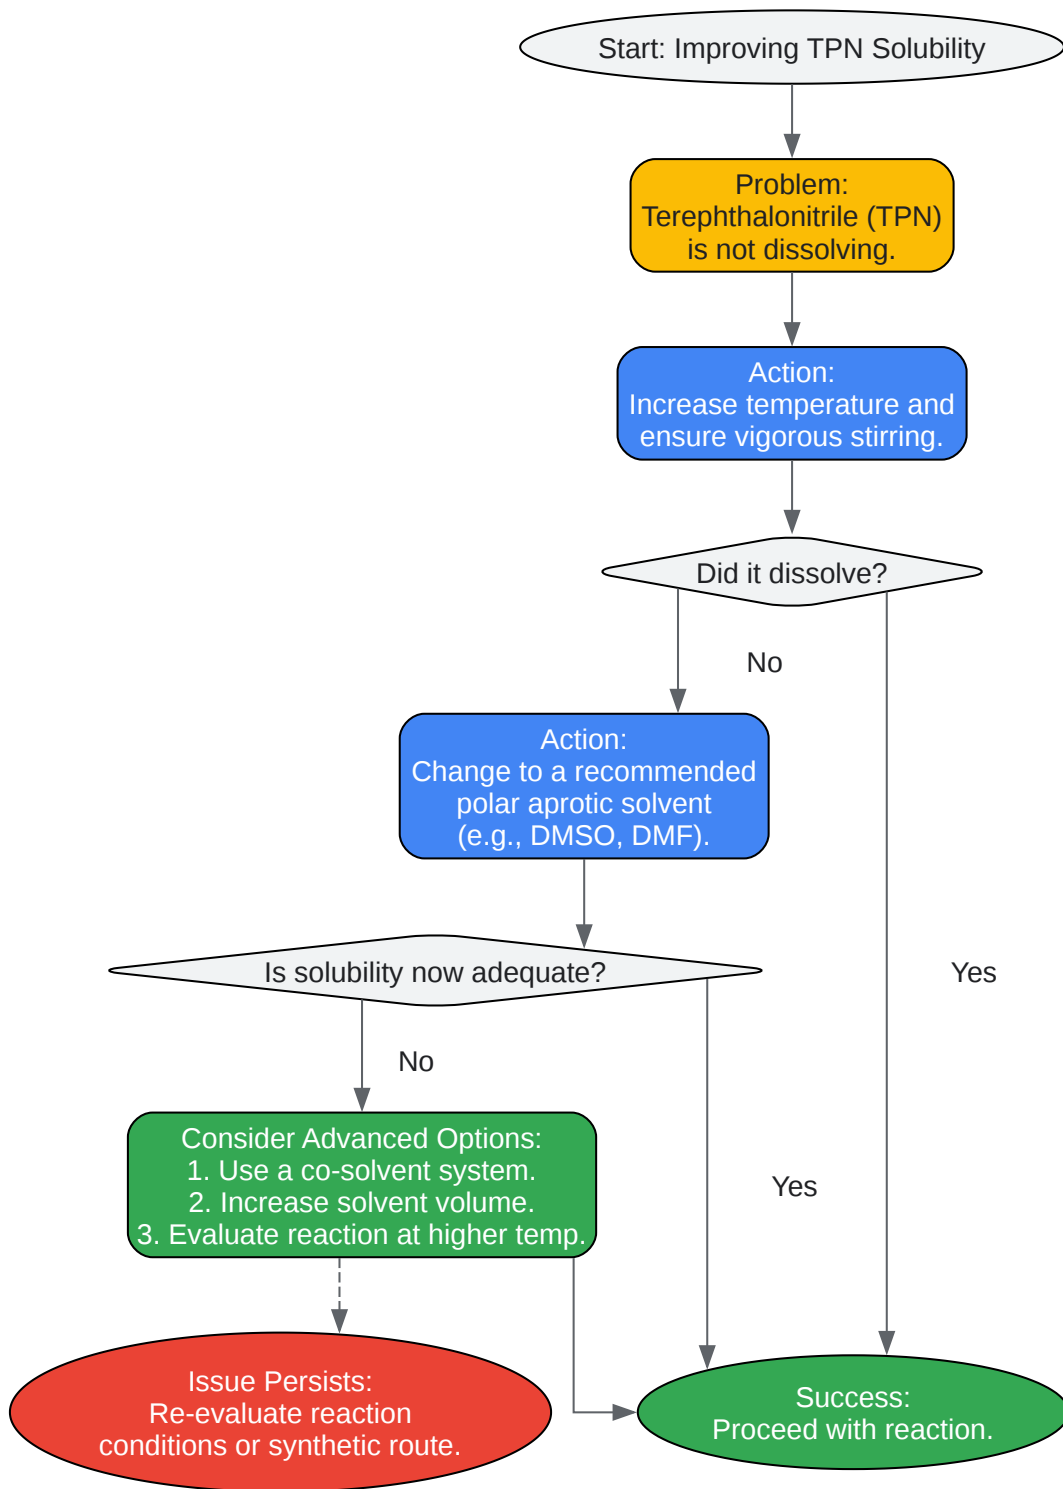 Start: Improving TPN Solubility
Problem:
Terephthalonitrile (TPN)
is not dissolving.
Action:
Increase temperature and
ensure vigorous stirring.
Did it dissolve?
No
Action:
Change to a recommended
polar aprotic solvent
(e.g., DMSO, DMF).
Is solubility now adequate?
Yes
No
Consider Advanced Options:
1. Use a co-solvent system.
2. Increase solvent volume.
3. Evaluate reaction at higher temp.
Yes
Issue Persists:
Re-evaluate reaction
conditions or synthetic route.
Success:
Proceed with reaction.